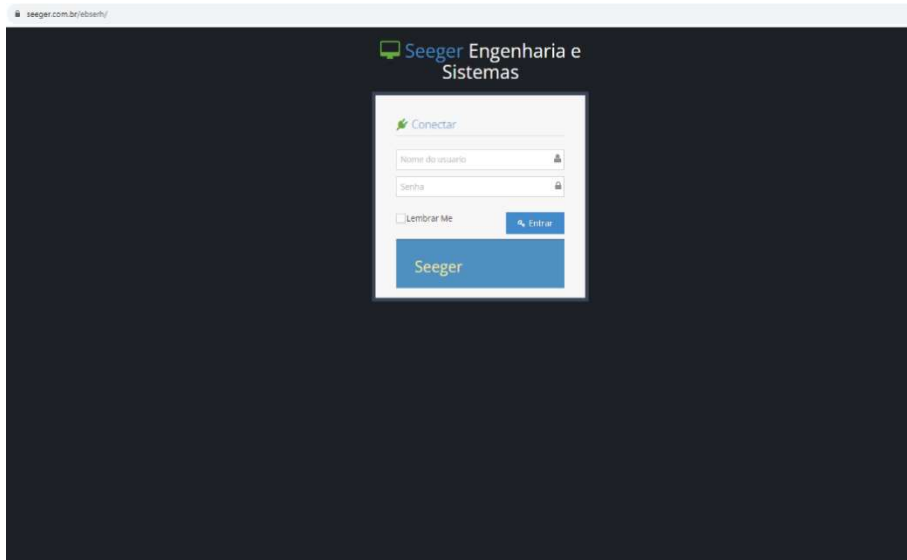 seeger.com.br/ebserh/
Seeger Engenharia e
Sistemas
Conectar
Nome do usuario
Senha
Lembrar Me
Entrar
Seeger